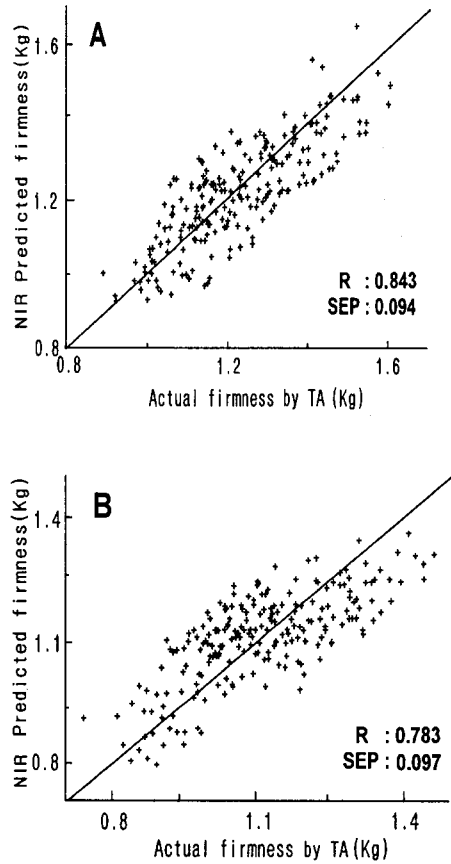 A
NIR Predicted firmness(Kg)
1.6
1.2
0.8
R : 0.843
SEP : 0.094
0.8 1.2 1.6
Actual firmness by TA (Kg)
B
NIR Predicted firmness(Kg)
1.4
1.1
0.8
R : 0.783
SEP : 0.097
0.8 1.1 1.4
Actual firmness by TA(Kg)